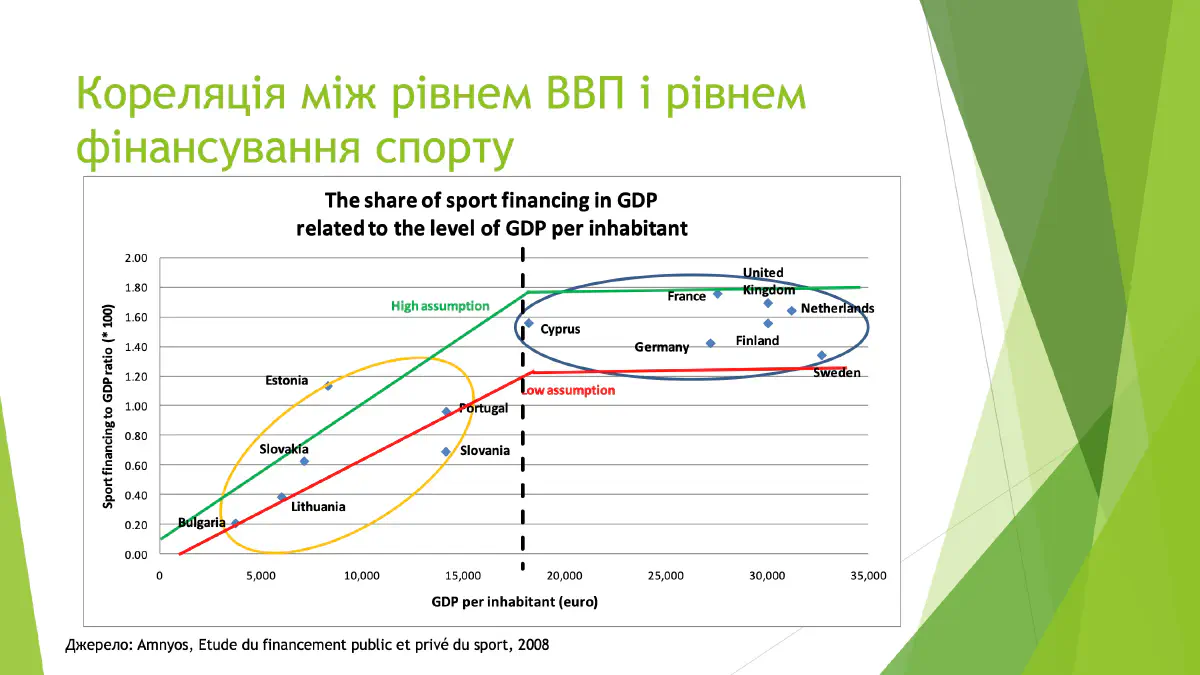 Кореляція між рівнем ВВП і рівнем
фінансування спорту
The share of sport financing in GDP
related to the level of GDP per inhabitant
Sport financing to GDP ratio (* 100)
2.00
1.80
1.60
1.40
1.20
1.00
0.80
0.60
0.40
0.20
0.00
High assumption
Low assumption
United
Kingdom
France
Netherlands
Cyprus
Finland
Germany
Sweden
Estonia
Portugal
Slovakia
Slovania
Lithuania
Bulgaria
0 5,000 10,000 15,000 20,000 25,000 30,000 35,000
GDP per inhabitant (euro)
Джерело: Amnyos, Etude du financement public et privé du sport, 2008